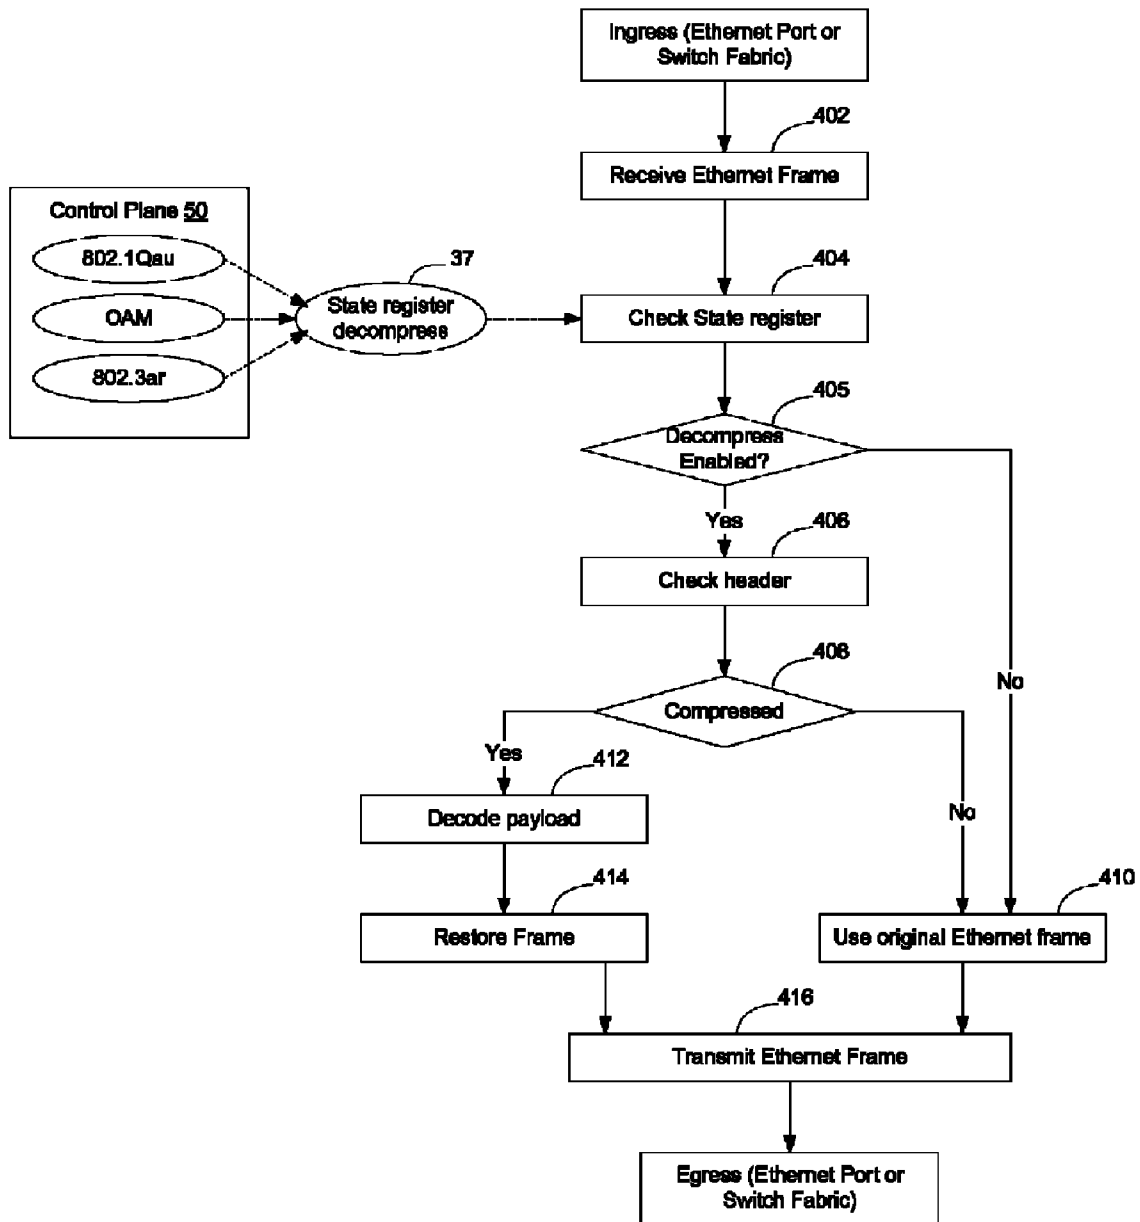 Ingress (Ethernet Port or
Switch Fabric)
402
Receive Ethernet Frame
Control Plane 50
802.1Qau
OAM
802.3ar
37
State register
decompress
404
Check State register
405
Decompress
Enabled?
Yes
No
406
Check header
408
Compressed
Yes
No
412
Decode payload
414
Restore Frame
410
Use original Ethernet frame
416
Transmit Ethernet Frame
Egress (Ethernet Port or
Switch Fabric)